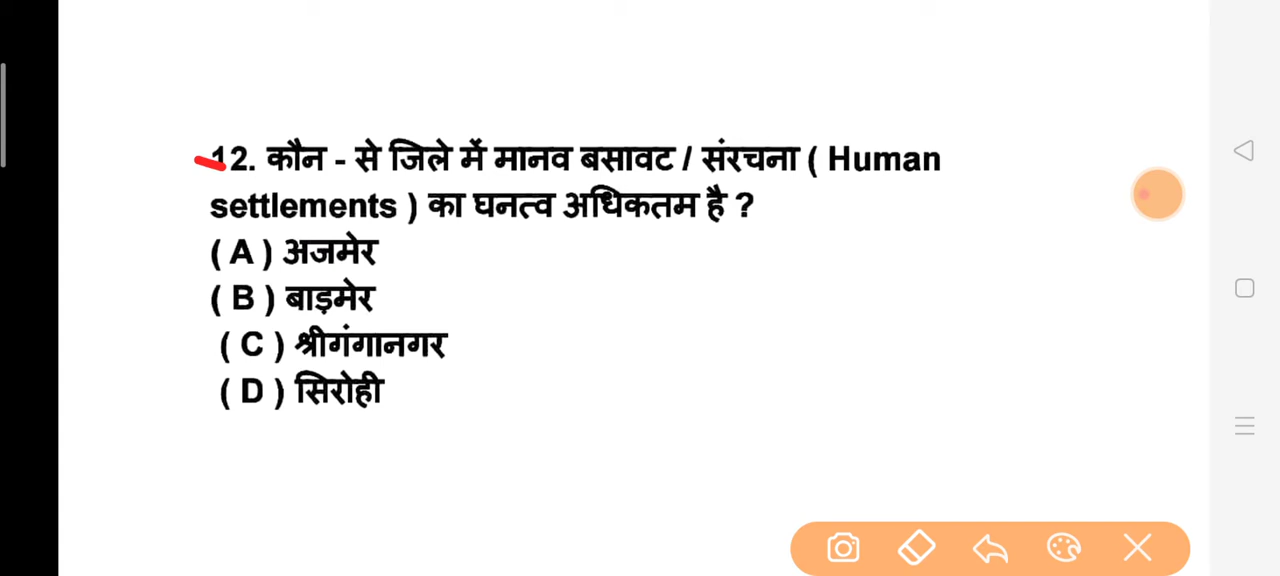 12. कौन - से जिले में मानव बसावट / संरचना ( Human
settlements ) का घनत्व अधिकतम है ?
( A ) अजमेर
( B ) बाड़मेर
( C ) श्रीगंगानगर
( D ) सिरोही